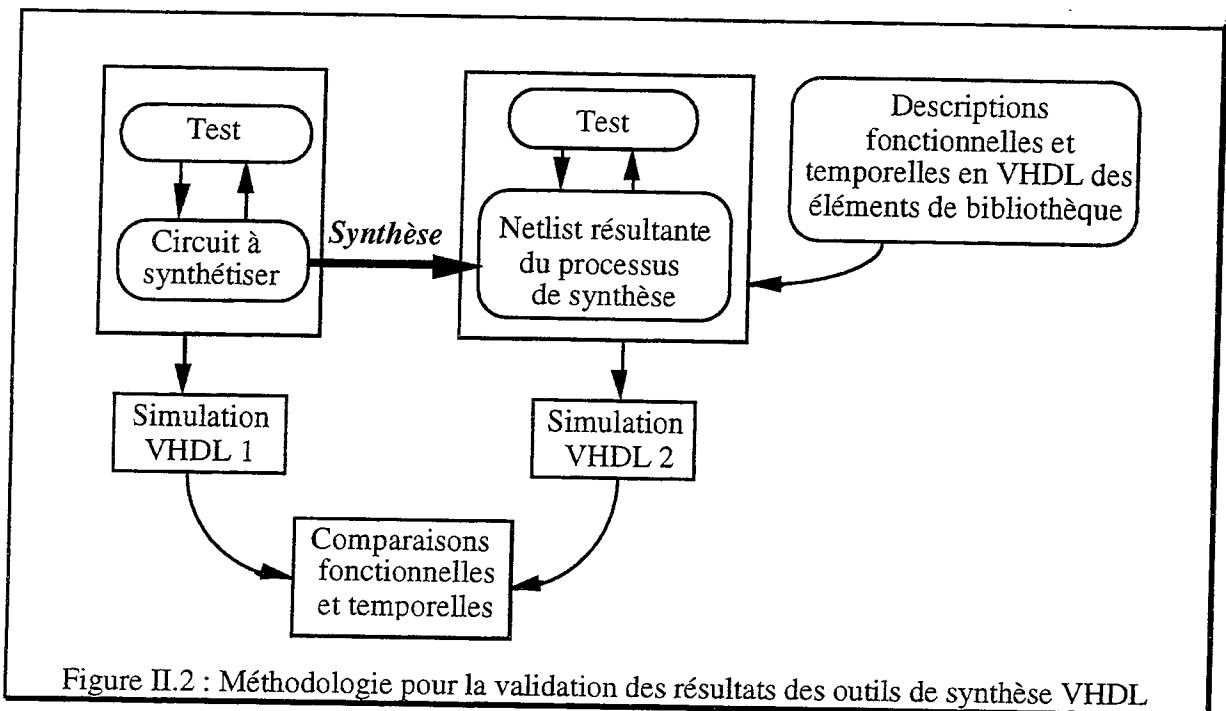 Test
Circuit à
synthétiser
Synthèse
Test
Netlist résultante
du processus
de synthèse
Descriptions
fonctionnelles et
temporelles en VHDL des
éléments de bibliothèque
Simulation
VHDL 1
Simulation
VHDL 2
Comparaisons
fonctionnelles
et temporelles
Figure II.2 : Méthodologie pour la validation des résultats des outils de synthèse VHDL